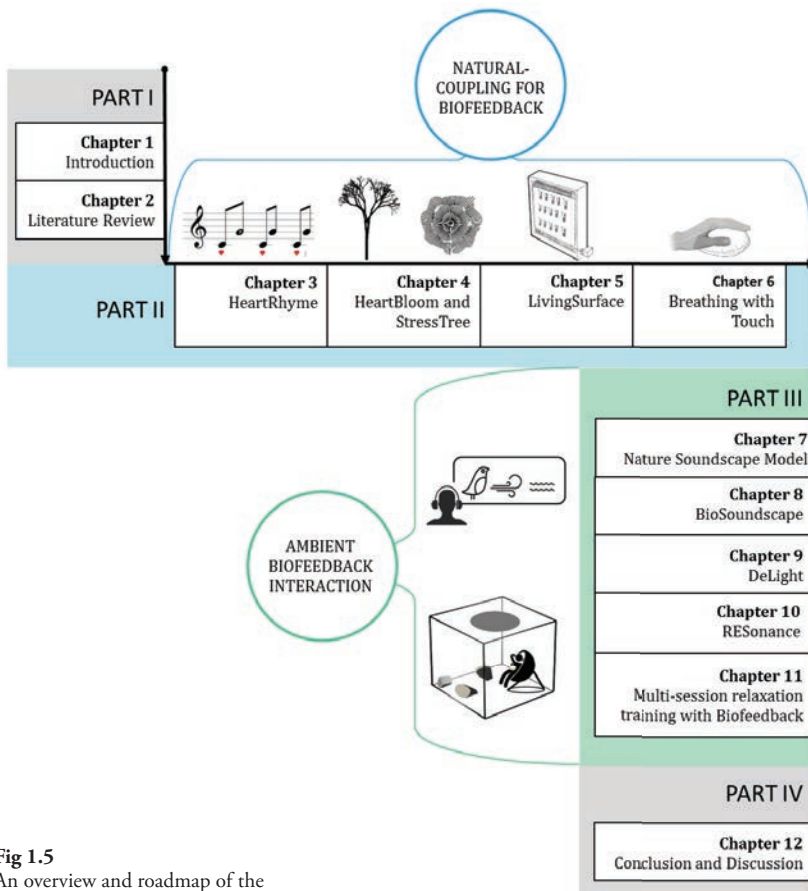 NATURAL-
COUPLING FOR
BIOFEEDBACK
PART I
Chapter 1
Introduction
Chapter 2
Literature Review
PART II
Chapter 3
HeartRhyme
Chapter 4
HeartBloom and
StressTree
Chapter 5
LivingSurface
Chapter 6
Breathing with
Touch
PART III
Chapter 7
Nature Soundscape Model
Chapter 8
BioSoundscape
Chapter 9
DeLight
Chapter 10
RESonance
Chapter 11
Multi-session relaxation
training with Biofeedback
AMBIENT
BIOFEEDBACK
INTERACTION
PART IV
Chapter 12
Conclusion and Discussion
Fig 1.5
An overview and roadmap of the